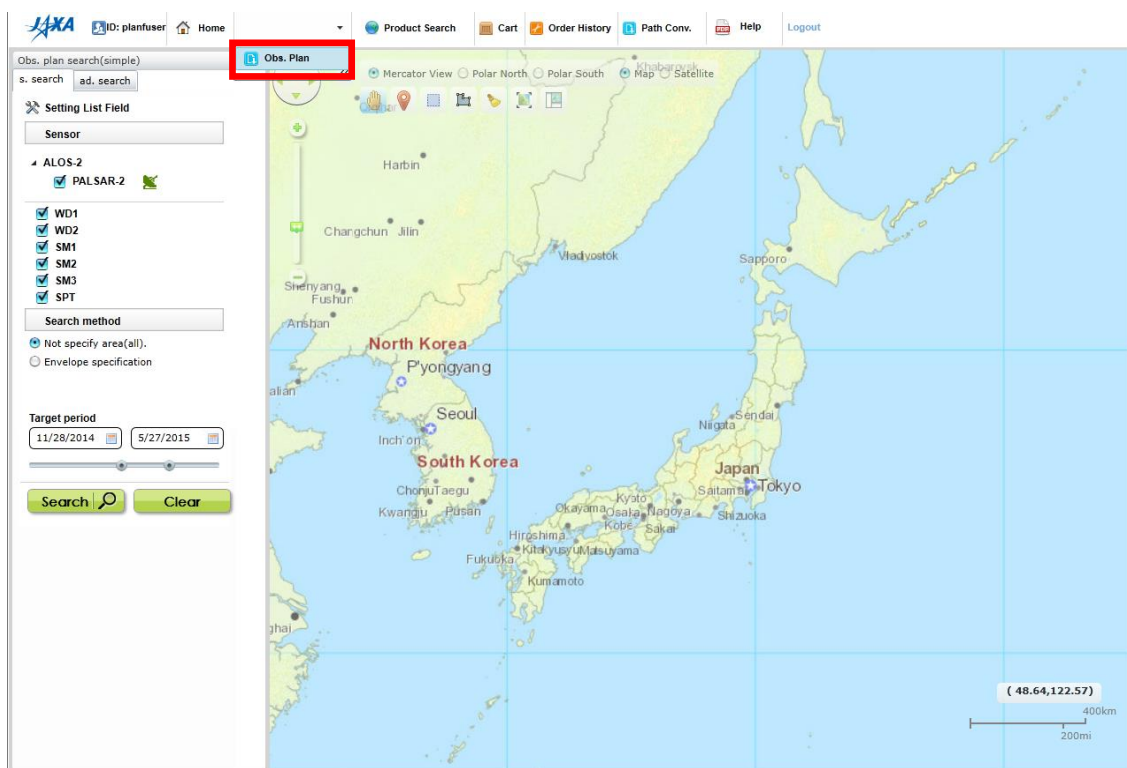 JAXA ID: planfuser Home Product Search Cart Order History Path Conv. Help Logout
Obs. plan search(simple)
Obs. Plan
s. search ad. search
Mercator View Polar North Polar South Map Satellite
Setting List Field
Sensor
ALOS-2
PALSAR-2
WD1
WD2
SM1
SM2
SM3
SPT
Search method
Not specify area(all).
Envelope specification
Target period
11/28/2014 5/27/2015
Search Clear
Khabarovsk
Harbin
Changchun Jilin
Vladivostok
Sapporo
Shenyang
Fushun
Anshan
North Korea
P'yongyang
alian
Seoul
Sendai
Niigata
Inch'on
South Korea
Japan
Chonju Taegu
Saitama Tokyo
Kyoto
Kwangju Pusan
Okayama Osaka Nagoya Shizuoka
Kobe Sakai
Hiroshima
Kitakyusyu Matsuyama
Fukuoka
Kumamoto
ghai
( 48.64,122.57)
400km
200mi